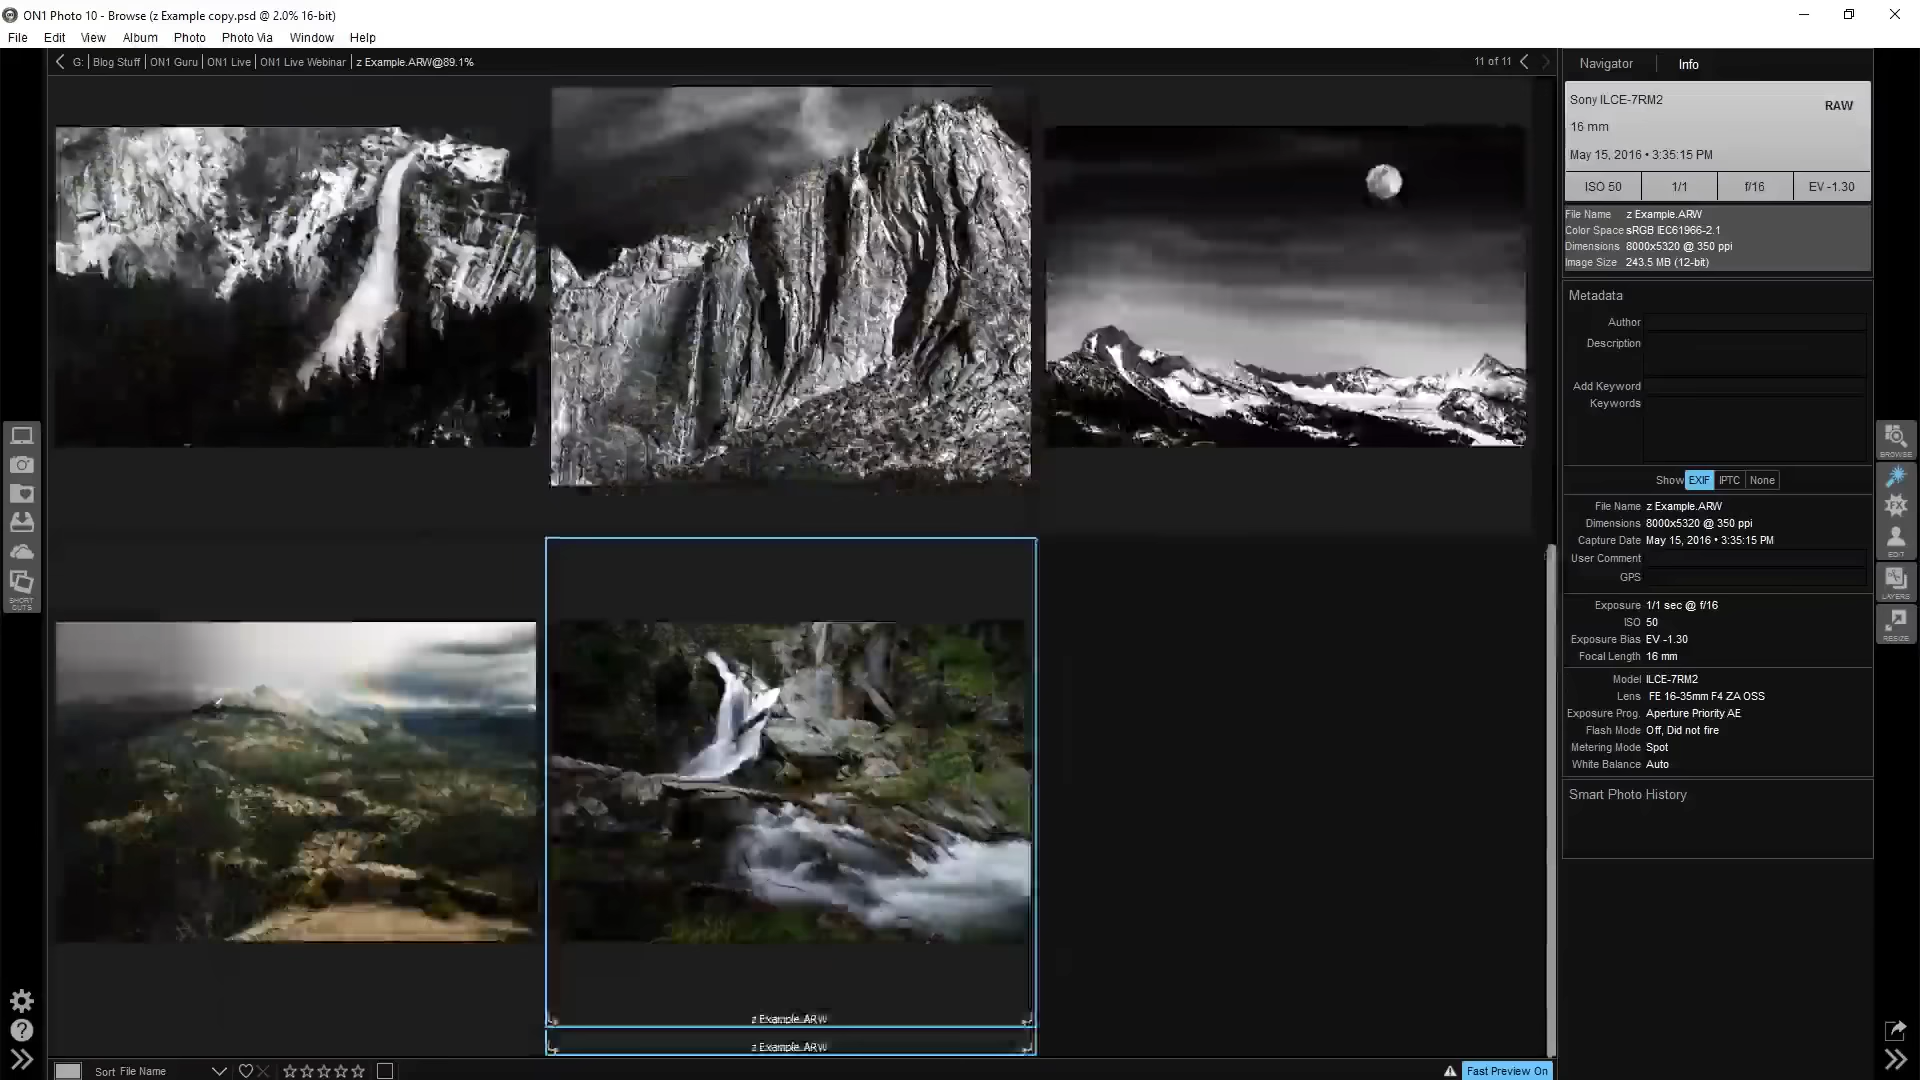 ON1 Photo 10 - Browse (z Example copy.psd @ 2.0% 16-bit)
File Edit View Album Photo Photo Via Window Help
G: Blog Stuff ON1 Guru ON1 Live ON1 Live Webinar z Example.ARW@89.1%
11 of 11
Navigator Info
Sony ILCE-7RM2
RAW
16 mm
May 15, 2016 • 3:35:15 PM
ISO 50 1/1 f/16 EV -1.30
File Name z Example.ARW
Color Space sRGB IEC61966-2.1
Dimensions 8000x5320 @ 350 ppi
Image Size 243.5 MB (12-bit)
Metadata
Author
Description
Add Keyword
Keywords
Show EXIF IPTC None
File Name z Example.ARW
Dimensions 8000x5320 @ 350 ppi
Capture Date May 15, 2016 • 3:35:15 PM
User Comment
GPS
Exposure 1/1 sec @ f/16
ISO 50
Exposure Bias EV -1.30
Focal Length 16 mm
Model ILCE-7RM2
Lens FE 16-35mm F4 ZA OSS
Exposure Prog. Aperture Priority AE
Flash Mode Off, Did not fire
Metering Mode Spot
White Balance Auto
Smart Photo History
SHORT
CUTS
BROWSE
FX
EDIT
LAYERS
RESIZE
z Example.ARW
z Example.ARW
Sort File Name
Fast Preview On